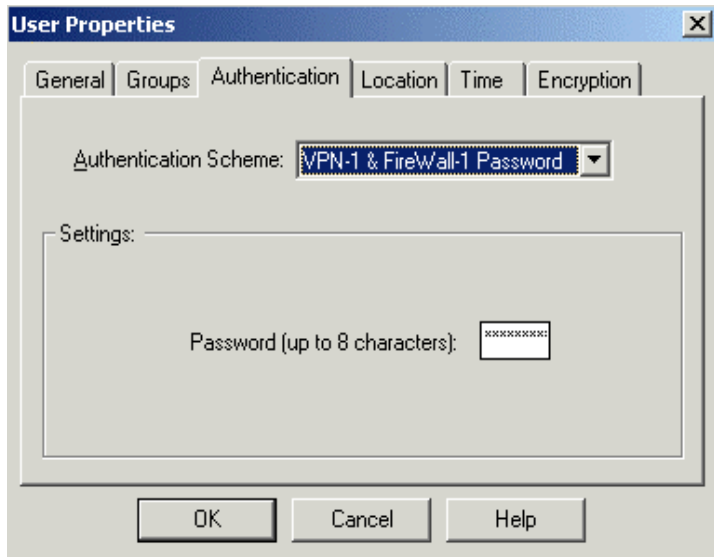 User Properties
General Groups Authentication Location Time Encryption
Authentication Scheme: VPN-1 & FireWall-1 Password
Settings:
Password (up to 8 characters): ********
OK Cancel Help